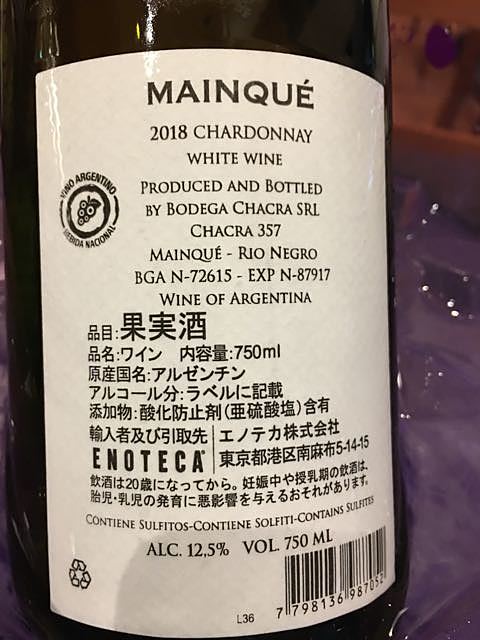 MAINQUÉ
2018 CHARDONNAY
WHITE WINE
VINO ARGENTINO
BEBIDA NACIONAL
PRODUCED AND BOTTLED
BY BODEGA CHACRA SRL
CHACRA 357
MAINQUÉ - RIO NEGRO
BGA N-72615 - EXP N-87917
WINE OF ARGENTINA
品目:果実酒
品名:ワイン 内容量:750ml
原産国名:アルゼンチン
アルコール分:ラベルに記載
添加物:酸化防止剤(亜硫酸塩)含有
輸入者及び引取先 エノテカ株式会社
ENOTECA 東京都港区南麻布5-14-15
飲酒は20歳になってから。妊娠中や授乳期の飲酒は、
胎児・乳児の発育に悪影響を与えるおそれがあります。
CONTIENE SULFITOS-CONTIENE SOLFITI-CONTAINS SULFITES
ALC. 12,5% VOL. 750 ML
L36
7 798136 987052